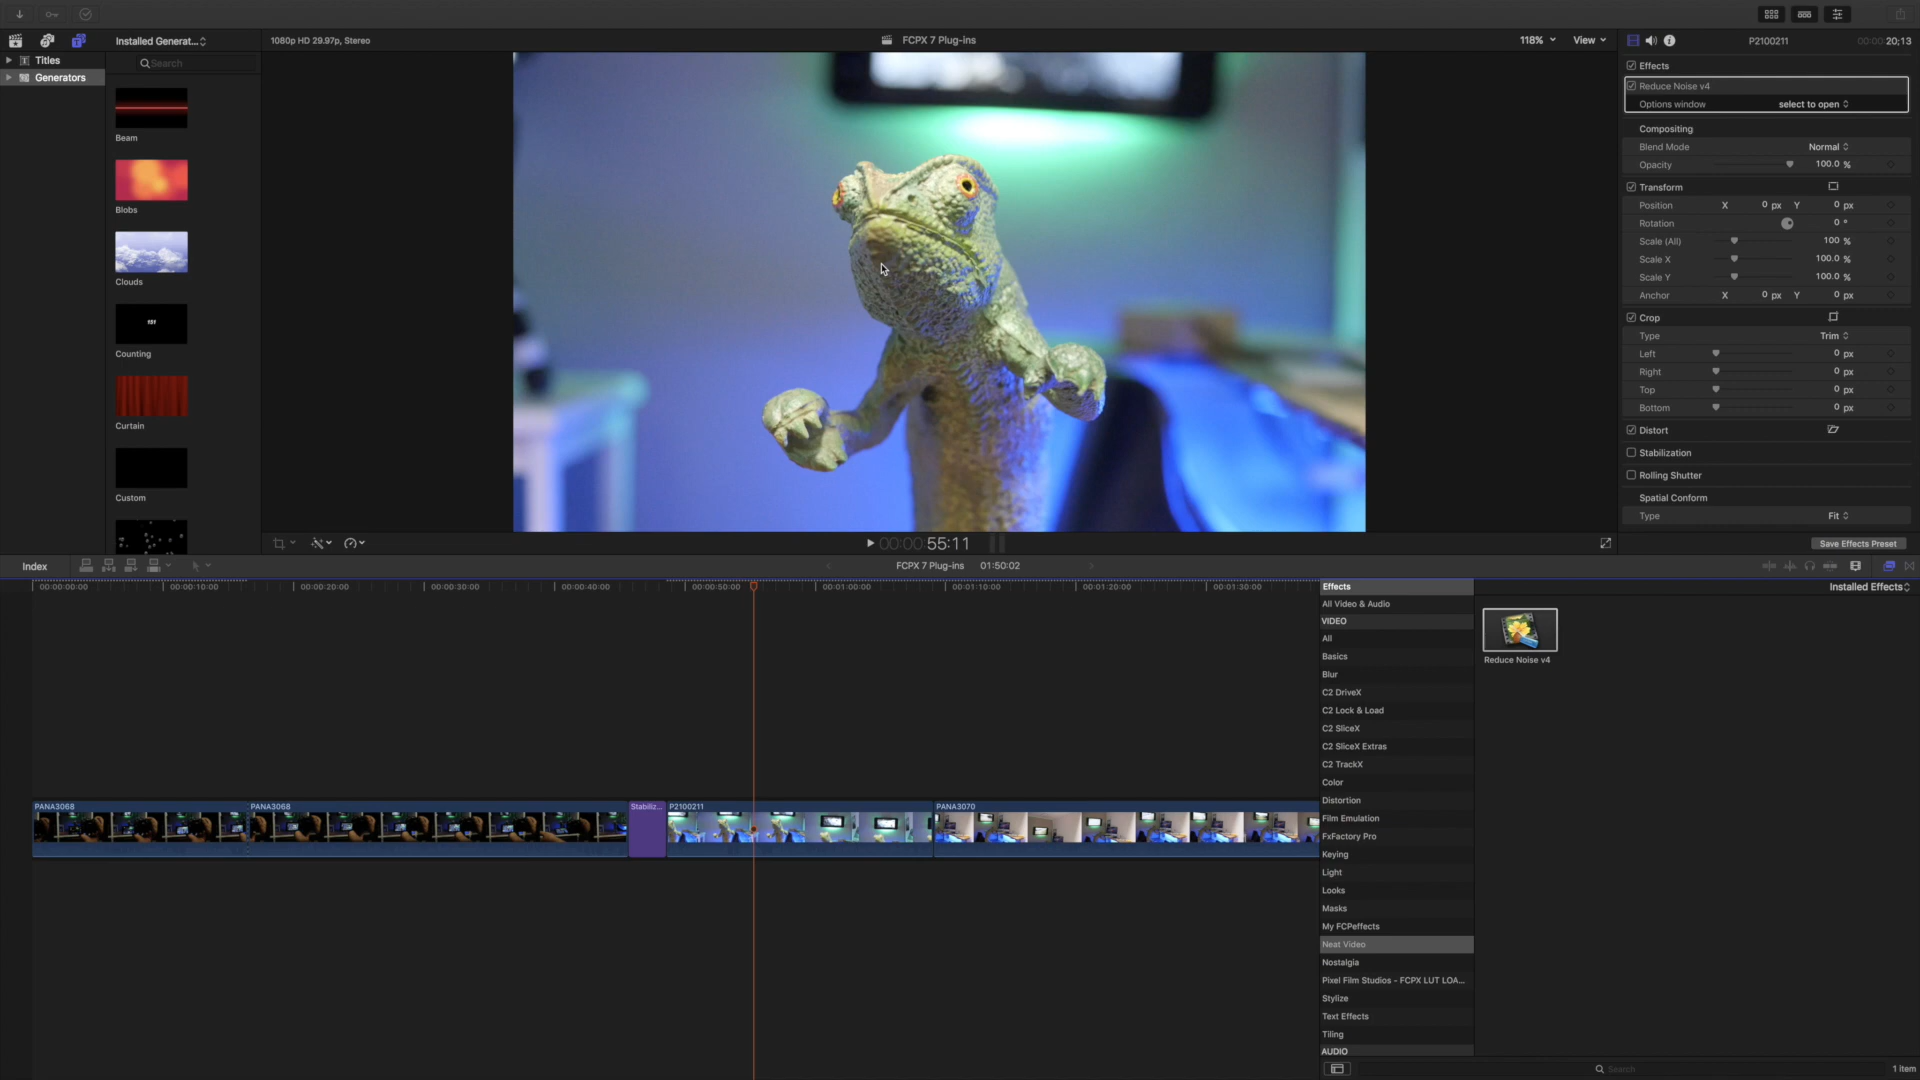 Installed Generat...
1080p HD 29.97p, Stereo
FCPX 7 Plug-ins
118%
View
P2100211
00:00:20;13
Titles
Generators
Search
Beam
Blobs
Clouds
Counting
Curtain
Custom
Effects
Reduce Noise v4
Options window select to open
Compositing
Blend Mode Normal
Opacity 100.0 %
Transform
Position X 0 px Y 0 px
Rotation 0 °
Scale (All) 100 %
Scale X 100.0 %
Scale Y 100.0 %
Anchor X 0 px Y 0 px
Crop
Type Trim
Left 0 px
Right 0 px
Top 0 px
Bottom 0 px
Distort
Stabilization
Rolling Shutter
Spatial Conform
Type Fit
Save Effects Preset
00:00 55:11
Index
FCPX 7 Plug-ins 01:50:02
00:00:00:00 00:00:10:00 00:00:20:00 00:00:30:00 00:00:40:00 00:00:50:00 00:01:00:00 00:01:10:00 00:01:20:00 00:01:30:00
PANA3068 PANA3068 Stabiliz... P2100211 PANA3070
Effects
Installed Effects
All Video & Audio
VIDEO
All
Basics
Blur
C2 DriveX
C2 Lock & Load
C2 SliceX
C2 SliceX Extras
C2 TrackX
Color
Distortion
Film Emulation
FxFactory Pro
Keying
Light
Looks
Masks
My FCPeffects
Neat Video
Nostalgia
Pixel Film Studios - FCPX LUT LOA...
Stylize
Text Effects
Tiling
AUDIO
Reduce Noise v4
Search
1 item